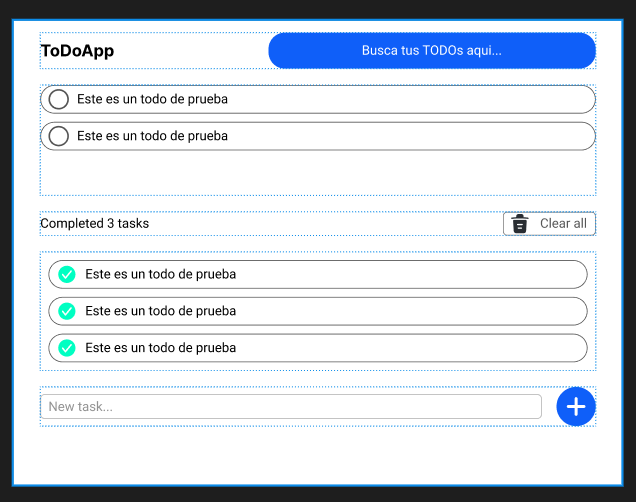 ToDoApp
Busca tus TODOs aqui...
Este es un todo de prueba
Este es un todo de prueba
Completed 3 tasks
Clear all
Este es un todo de prueba
Este es un todo de prueba
Este es un todo de prueba
New task...